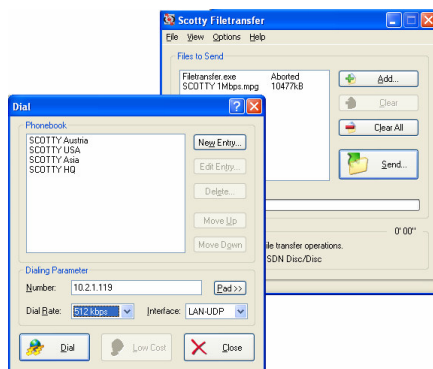 Scotty Filetransfer
File View Options Help
Files to Send
Filetransfer.exe Aborted
SCOTTY 1Mbps.mpg 10477kB
Add...
Clear
Clear All
Send...
0' 00"
file transfer operations.
SDN Disc/Disc
Dial
Phonebook
SCOTTY Austria
SCOTTY USA
SCOTTY Asia
SCOTTY HQ
New Entry...
Edit Entry...
Delete...
Move Up
Move Down
Dialing Parameter
Number: 10.2.1.119 Pad >>
Dial Rate: 512 kbps Interface: LAN-UDP
Dial Low Cost Close